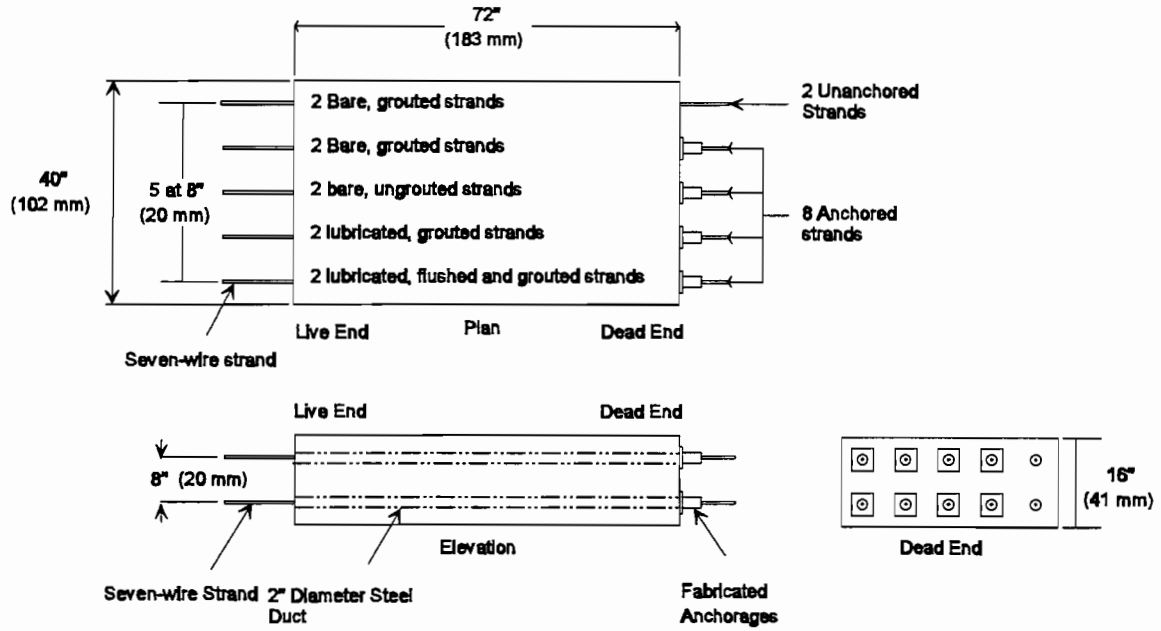 72"
(183 mm)
2 Bare, grouted strands
2 Unanchored
Strands
2 Bare, grouted strands
40"
(102 mm)
5 at 8"
(20 mm)
2 bare, ungrouted strands
8 Anchored
strands
2 lubricated, grouted strands
2 lubricated, flushed and grouted strands
Live End
Plan
Dead End
Seven-wire strand
Live End
Dead End
8" (20 mm)
16"
(41 mm)
Elevation
Dead End
Seven-wire Strand
2" Diameter Steel
Duct
Fabricated
Anchorages